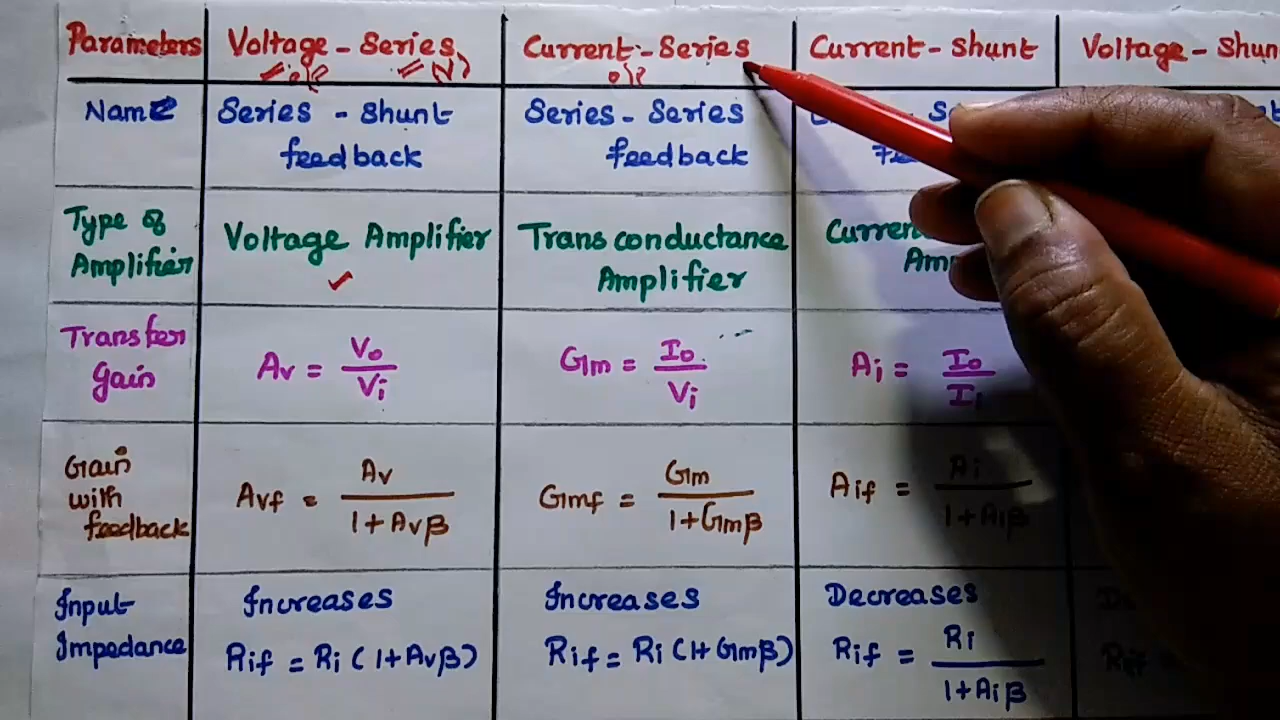 Parameters Voltage - Series Current - Series Current - Shunt Voltage - Shun
o/p (V) o/p
Name Series - Shunt Series - Series
feedback feedback
Type of Voltage Amplifier Trans conductance
Amplifier Amplifier
Transfer Av = Vo / Vi Gm = Io / Vi Ai = Io / Ii
gain
Gain Avf = Av / 1 + Avβ Gmf = Gm / 1 + Gmβ Aif = Ai / 1 + Aiβ
with
feedback
Input Increases Increases Decreases
Impedance Rif = Ri (1 + Avβ) Rif = Ri (1 + Gmβ) Rif = Ri / 1 + Aiβ